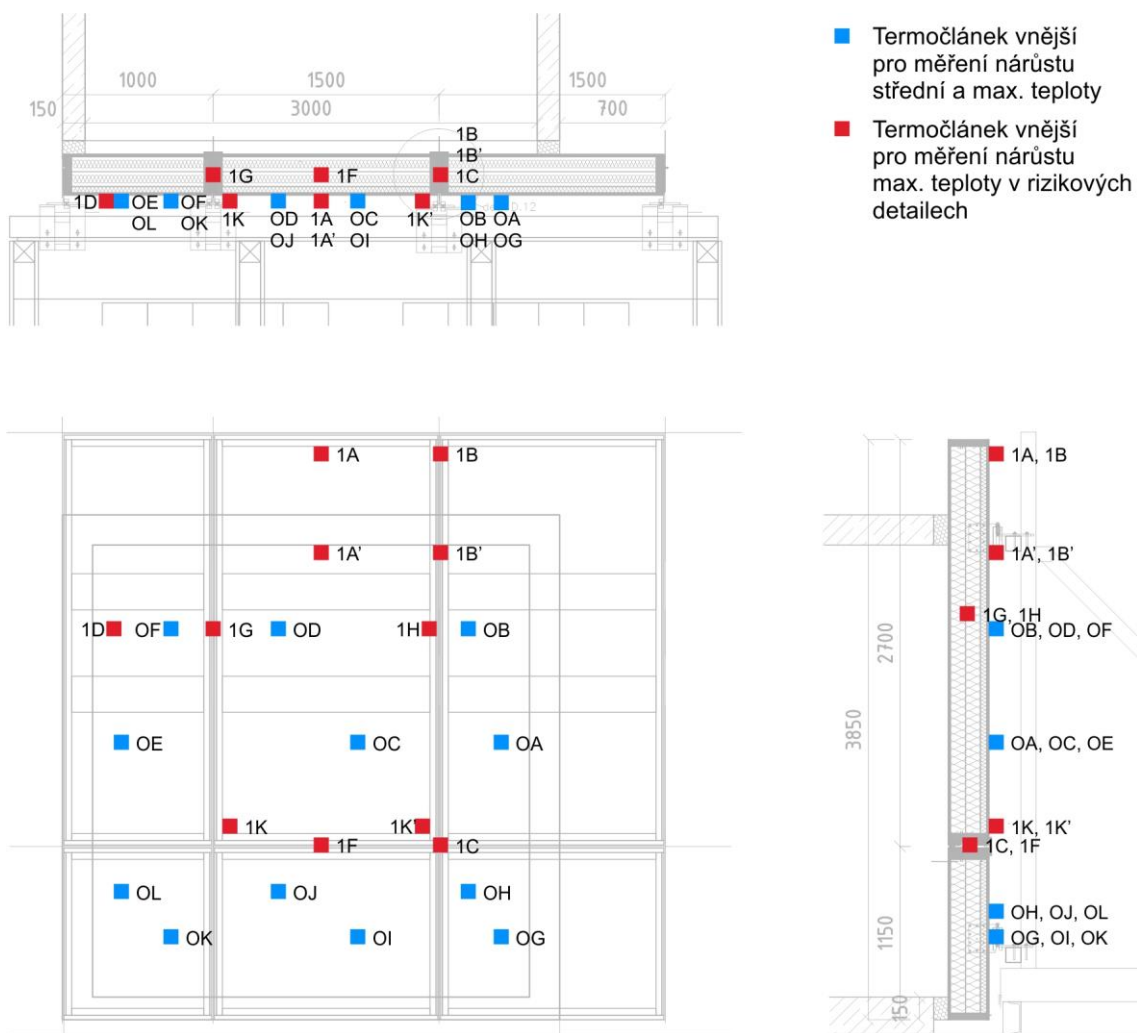 Termočlánek vnější
pro měření nárůstu
střední a max. teploty
Termočlánek vnější
pro měření nárůstu
max. teploty v rizikových
detailech
1000 1500 1500
150 3000 700
1B
1B’
1G 1F 1C
1D OE OF 1K OD 1A OC 1K’ OB OA
OL OK OJ 1A’ OI OH OG
1A 1B
1A’ 1B’
1D OF 1G OD 1H OB
OE OC OA
1K 1K’
1F 1C
OL OJ OH
OK OI OG
1A, 1B
1A’, 1B’
1G, 1H
OB, OD, OF
2700
3850
OA, OC, OE
1K, 1K’
1C, 1F
OH, OJ, OL
OG, OI, OK
1150
150